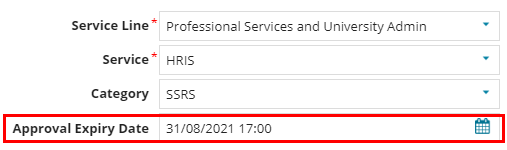 Service Line * Professional Services and University Admin
Service * HRIS
Category SSRS
Approval Expiry Date 31/08/2021 17:00